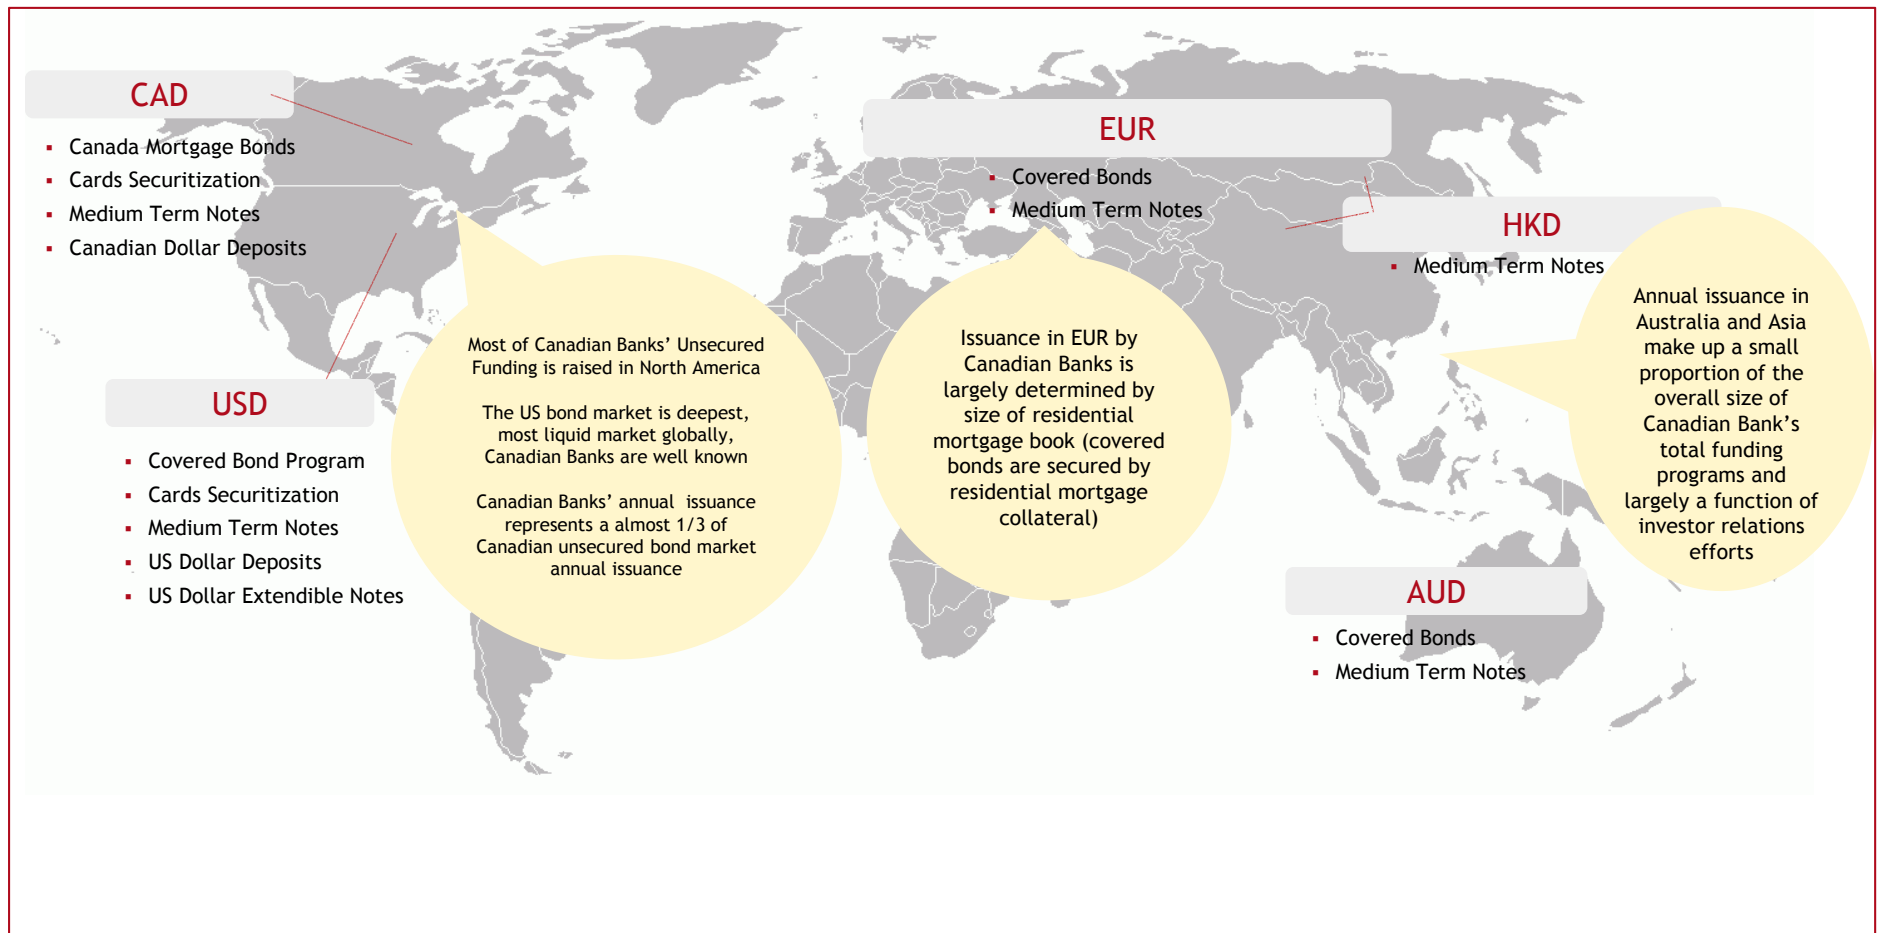 CAD
▪ Canada Mortgage Bonds
▪ Cards Securitization
▪ Medium Term Notes
▪ Canadian Dollar Deposits
USD
▪ Covered Bond Program
▪ Cards Securitization
▪ Medium Term Notes
▪ US Dollar Deposits
▪ US Dollar Extendible Notes
Most of Canadian Banks’ Unsecured
Funding is raised in North America
The US bond market is deepest,
most liquid market globally,
Canadian Banks are well known
Canadian Banks’ annual issuance
represents a almost 1/3 of
Canadian unsecured bond market
annual issuance
EUR
▪ Covered Bonds
▪ Medium Term Notes
Issuance in EUR by
Canadian Banks is
largely determined by
size of residential
mortgage book (covered
bonds are secured by
residential mortgage
collateral)
HKD
▪ Medium Term Notes
Annual issuance in
Australia and Asia
make up a small
proportion of the
overall size of
Canadian Bank’s
total funding
programs and
largely a function of
investor relations
efforts
AUD
▪ Covered Bonds
▪ Medium Term Notes